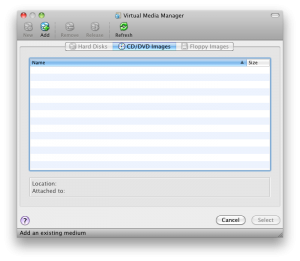 Virtual Media Manager
New Add Remove Release Refresh
Hard Disks CD/DVD Images Floppy Images
Name Size
Location:
Attached to:
? Cancel Select
Add an existing medium